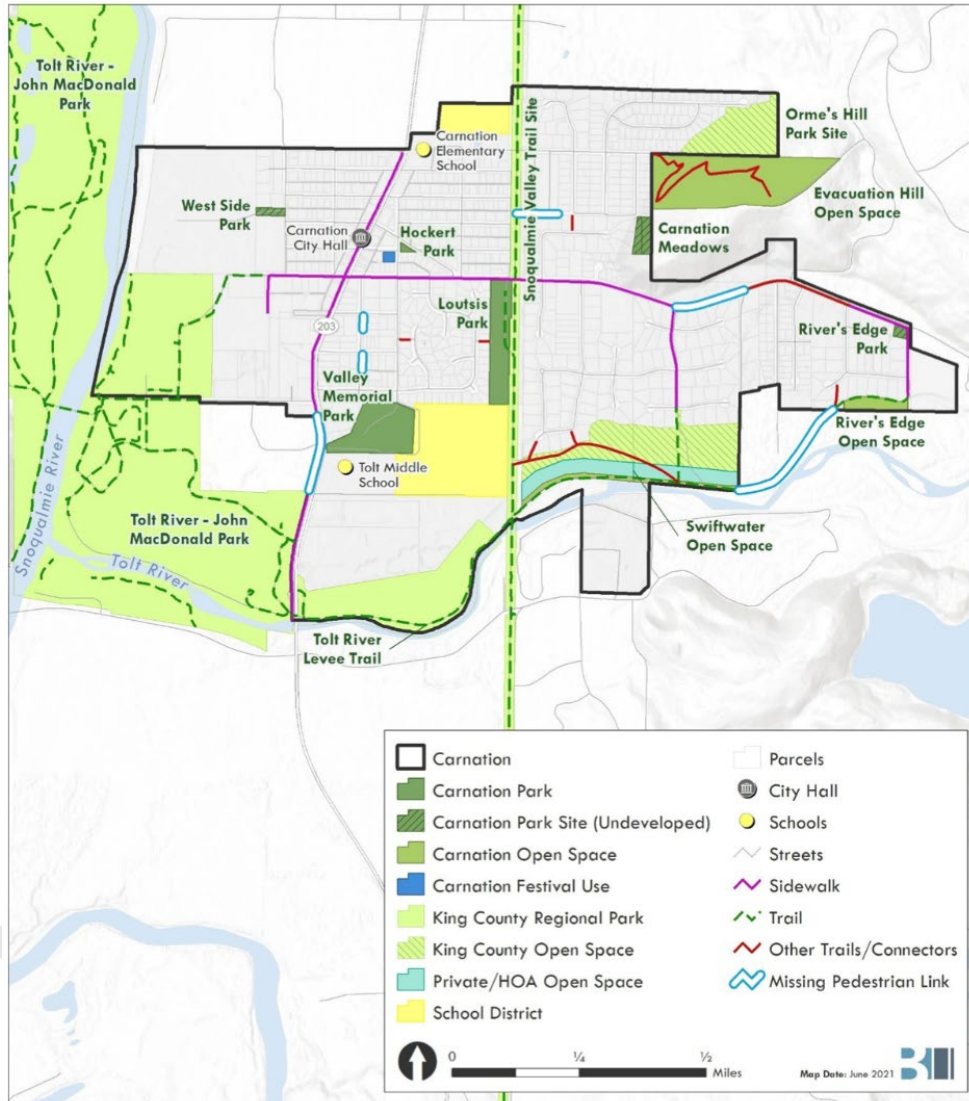 Tolt River -
John MacDonald
Park
Orme's Hill
Park Site
Carnation
Elementary
School
Snoqualmie Valley Trail Site
Evacuation Hill
Open Space
West Side
Park
Carnation
City Hall
Hockert
Park
Carnation
Meadows
Loutsis
Park
203
River's Edge
Park
Valley
Memorial
Park
River's Edge
Open Space
Tolt Middle
School
Snoqualmie River
Tolt River - John
MacDonald Park
Swiftwater
Open Space
Tolt River
Tolt River
Levee Trail
Carnation
Carnation Park
Carnation Park Site (Undeveloped)
Carnation Open Space
Carnation Festival Use
King County Regional Park
King County Open Space
Private/HOA Open Space
School District
Parcels
City Hall
Schools
Streets
Sidewalk
Trail
Other Trails/Connectors
Missing Pedestrian Link
0 ¼ ½
Miles
Map Date: June 2021